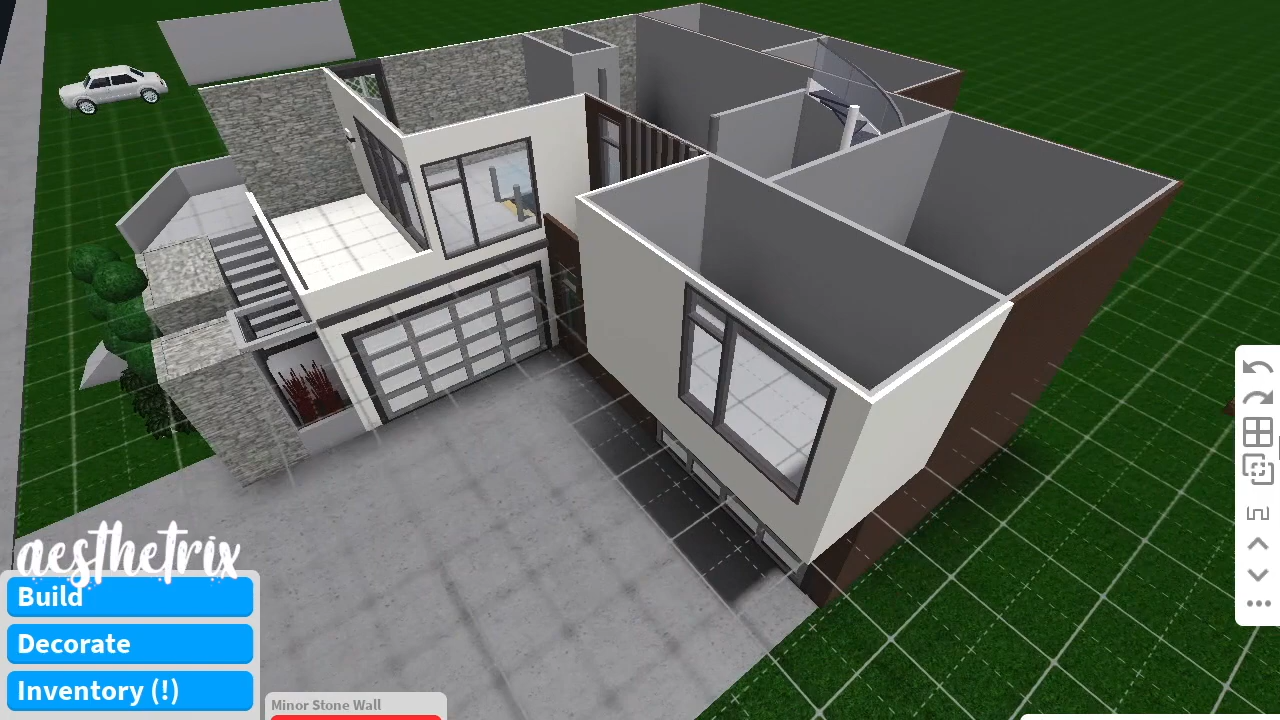 aesthetrix
Build
Decorate
Inventory (!)
Minor Stone Wall